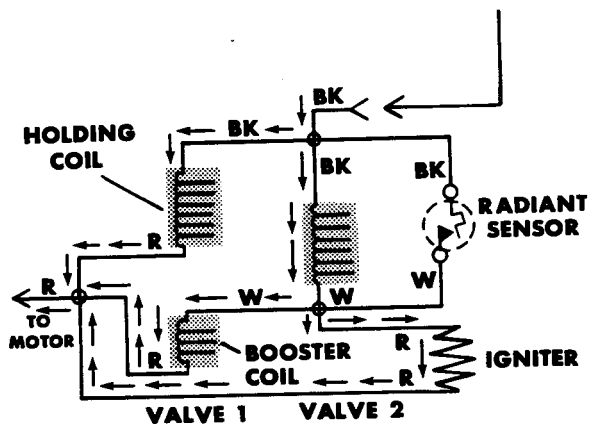 BK
BK
HOLDING
COIL
BK
BK
RADIANT
SENSOR
R
W
R
W
W
TO
MOTOR
R
BOOSTER
COIL
R
IGNITER
R
VALVE 1
VALVE 2